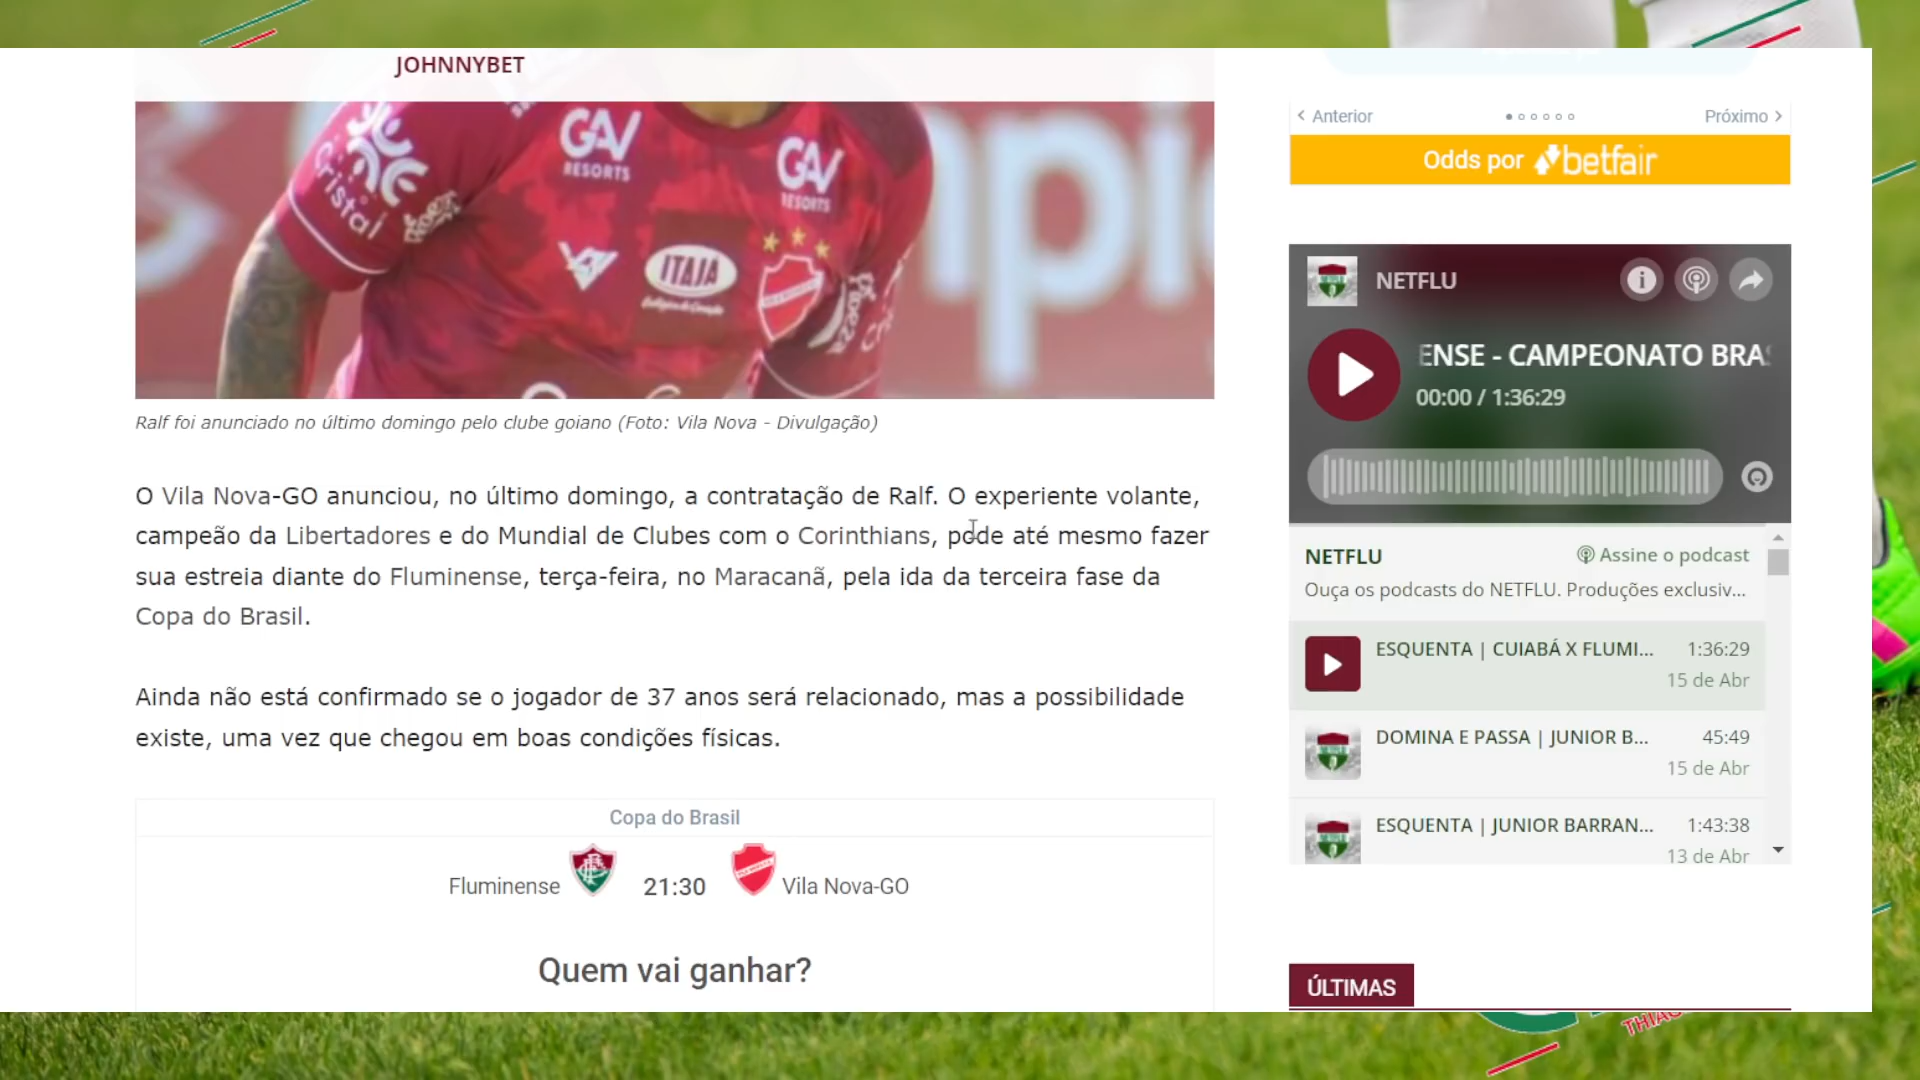 JOHNNYBET
Cristal
GAV
RESORTS
GAV
RESORTS
ITAJÁ
Ralf foi anunciado no último domingo pelo clube goiano (Foto: Vila Nova - Divulgação)
O Vila Nova-GO anunciou, no último domingo, a contratação de Ralf. O experiente volante,
campeão da Libertadores e do Mundial de Clubes com o Corinthians, pode até mesmo fazer
sua estreia diante do Fluminense, terça-feira, no Maracanã, pela ida da terceira fase da
Copa do Brasil.
Ainda não está confirmado se o jogador de 37 anos será relacionado, mas a possibilidade
existe, uma vez que chegou em boas condições físicas.
Copa do Brasil
Fluminense 21:30 Vila Nova-GO
Quem vai ganhar?
Anterior
Próximo
Odds por betfair
NETFLU
ENSE - CAMPEONATO BRAS
00:00 / 1:36:29
NETFLU
Assine o podcast
Ouça os podcasts do NETFLU. Produções exclusiv...
ESQUENTA | CUIABÁ X FLUMI... 1:36:29
15 de Abr
DOMINA E PASSA | JUNIOR B... 45:49
15 de Abr
ESQUENTA | JUNIOR BARRAN... 1:43:38
13 de Abr
ÚLTIMAS